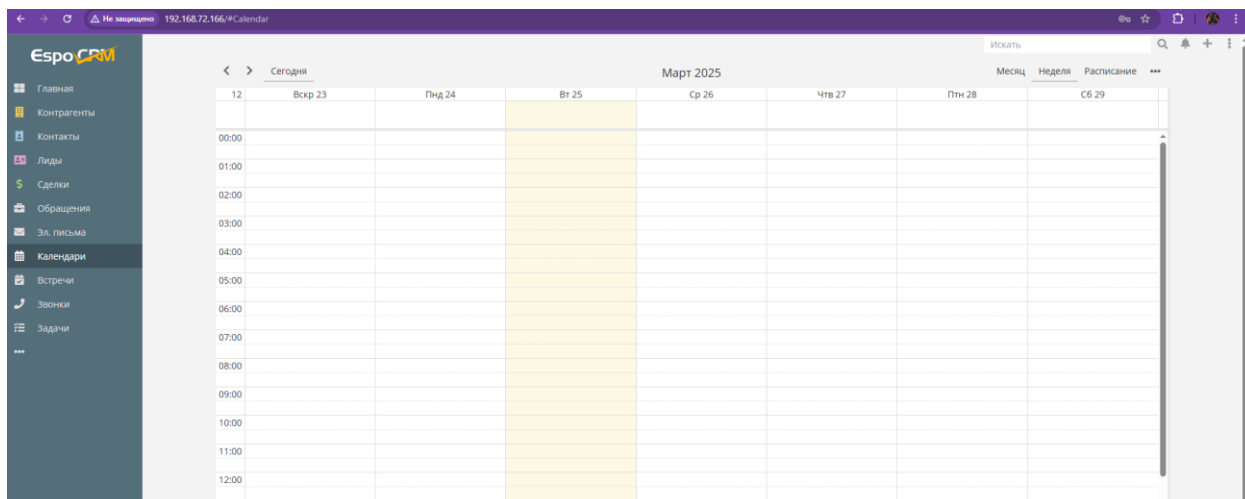 Не защищено 192.168.72.166/#Calendar
EspoCRM
Искать
Главная
Контрагенты
Контакты
Лиды
Сделки
Обращения
Эл. письма
Календари
Встречи
Звонки
Задачи
Сегодня
Март 2025
Месяц Неделя Расписание
12 Вскр 23 Пнд 24 Вт 25 Ср 26 Чтв 27 Птн 28 Сб 29
00:00
01:00
02:00
03:00
04:00
05:00
06:00
07:00
08:00
09:00
10:00
11:00
12:00